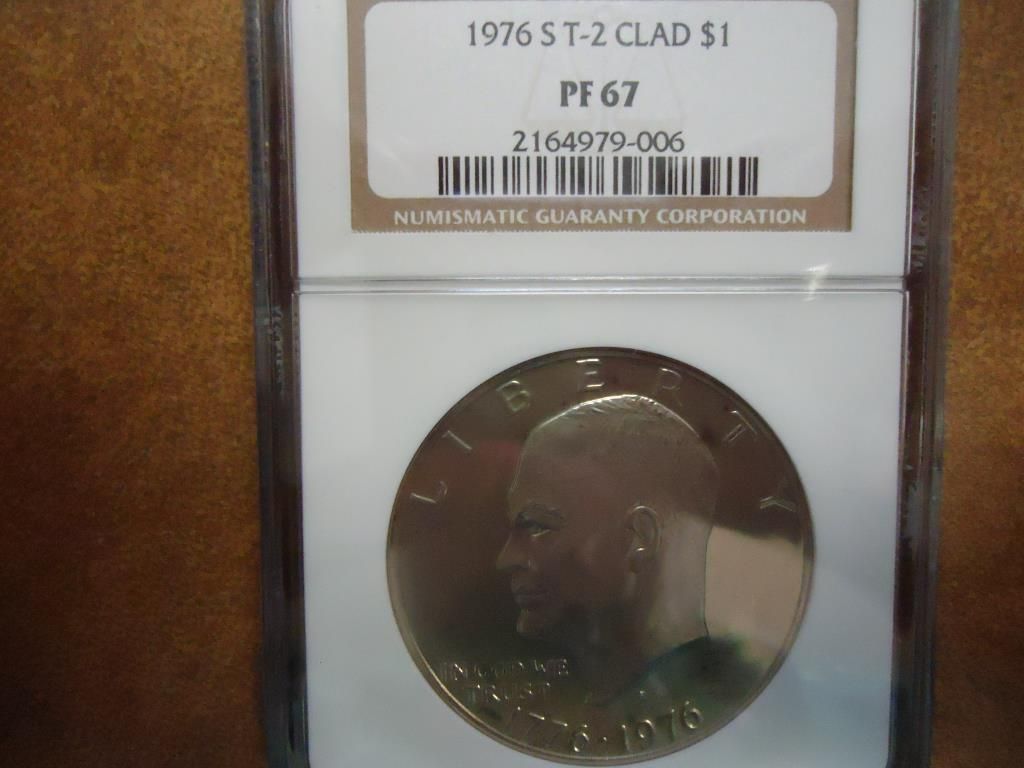 1976 S T-2 CLAD $1
PF 67
2164979-006
NUMISMATIC GUARANTY CORPORATION
LIBERTY
IN GOD WE
TRUST
1776 · 1976